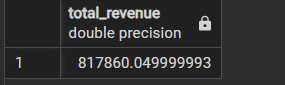 total_revenue
double precision
1 817860.049999993